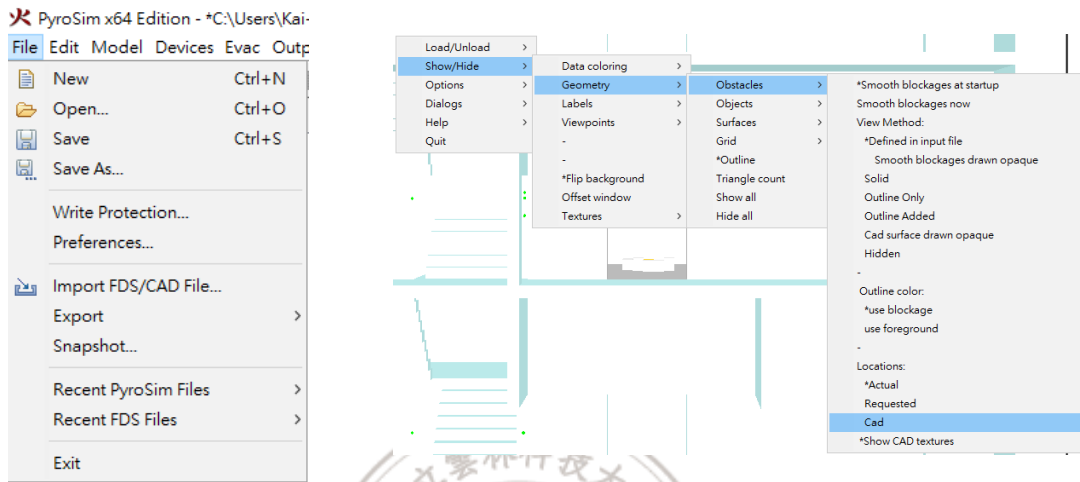 火 PyroSim x64 Edition - *C:\Users\Kai-
File Edit Model Devices Evac Outp
New Ctrl+N
Open... Ctrl+O
Save Ctrl+S
Save As...
Write Protection...
Preferences...
Import FDS/CAD File...
Export >
Snapshot...
Recent PyroSim Files >
Recent FDS Files >
Exit
Load/Unload >
Show/Hide >
Options >
Dialogs >
Help >
Quit
Data coloring >
Geometry >
Labels >
Viewpoints >
-
-
*Flip background
Offset window
Textures >
Obstacles >
Objects >
Surfaces >
Grid >
*Outline
Triangle count
Show all
Hide all
*Smooth blockages at startup
Smooth blockages now
View Method:
*Defined in input file
Smooth blockages drawn opaque
Solid
Outline Only
Outline Added
Cad surface drawn opaque
Hidden
-
Outline color:
*use blockage
use foreground
-
Locations:
*Actual
Requested
Cad
*Show CAD textures
雲林科技